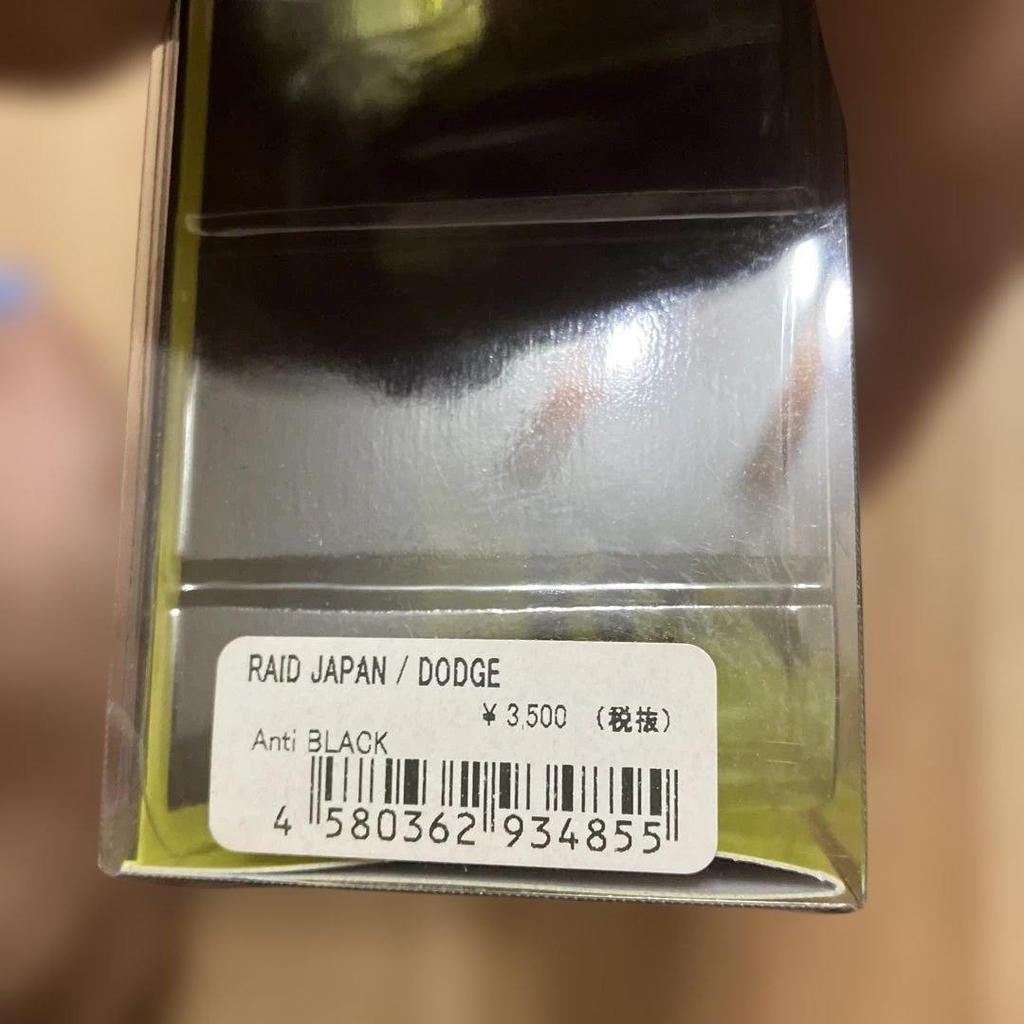 RAID JAPAN / DODGE
¥ 3,500 (税抜)
Anti BLACK
4 580362 934855